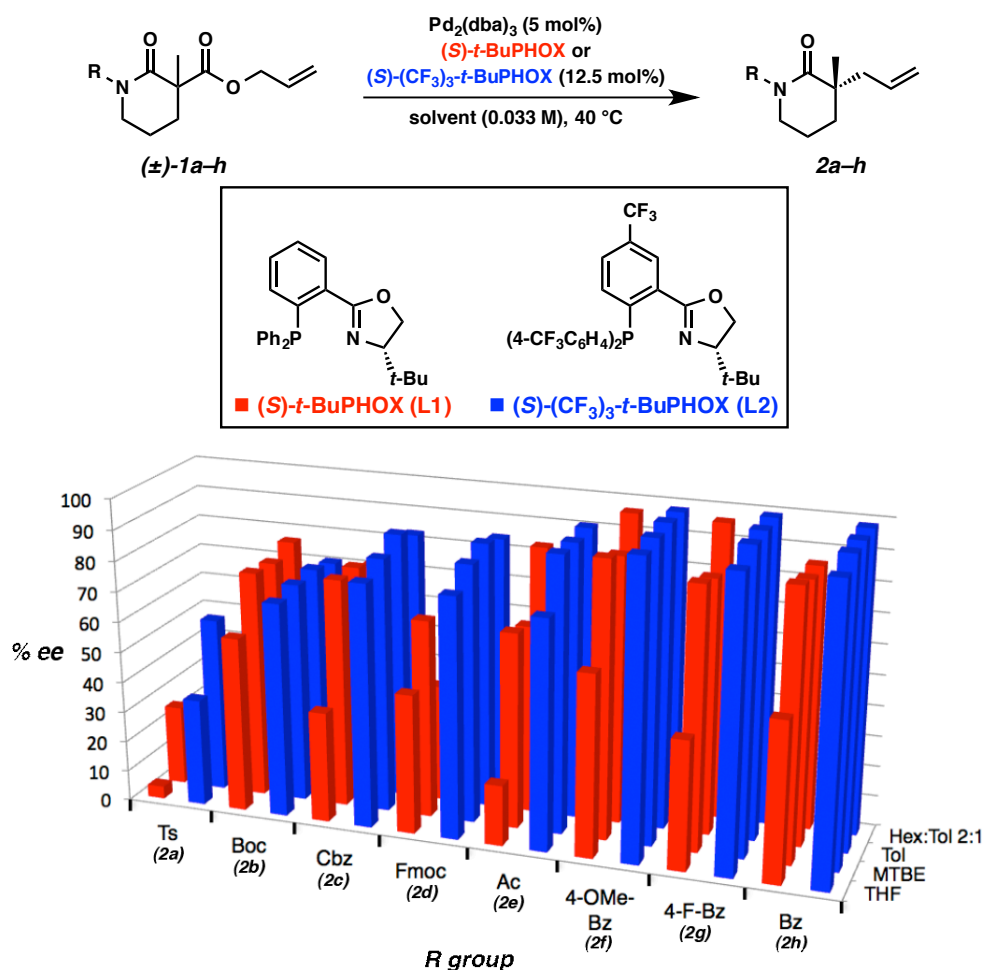 Pd2(dba)3 (5 mol%)
(S)-t-BuPHOX or
(S)-(CF3)3-t-BuPHOX (12.5 mol%)
solvent (0.033 M), 40 °C
R N O O O
(±)-1a–h
R N O
2a–h
CF3
O
Ph2P N
t-Bu
O
(4-CF3C6H4)2P N
t-Bu
(S)-t-BuPHOX (L1)
(S)-(CF3)3-t-BuPHOX (L2)
% ee
100
90
80
70
60
50
40
30
20
10
0
Ts
(2a)
Boc
(2b)
Cbz
(2c)
Fmoc
(2d)
Ac
(2e)
4-OMe-
Bz
(2f)
4-F-Bz
(2g)
Bz
(2h)
Hex:Tol 2:1
Tol
MTBE
THF
R group